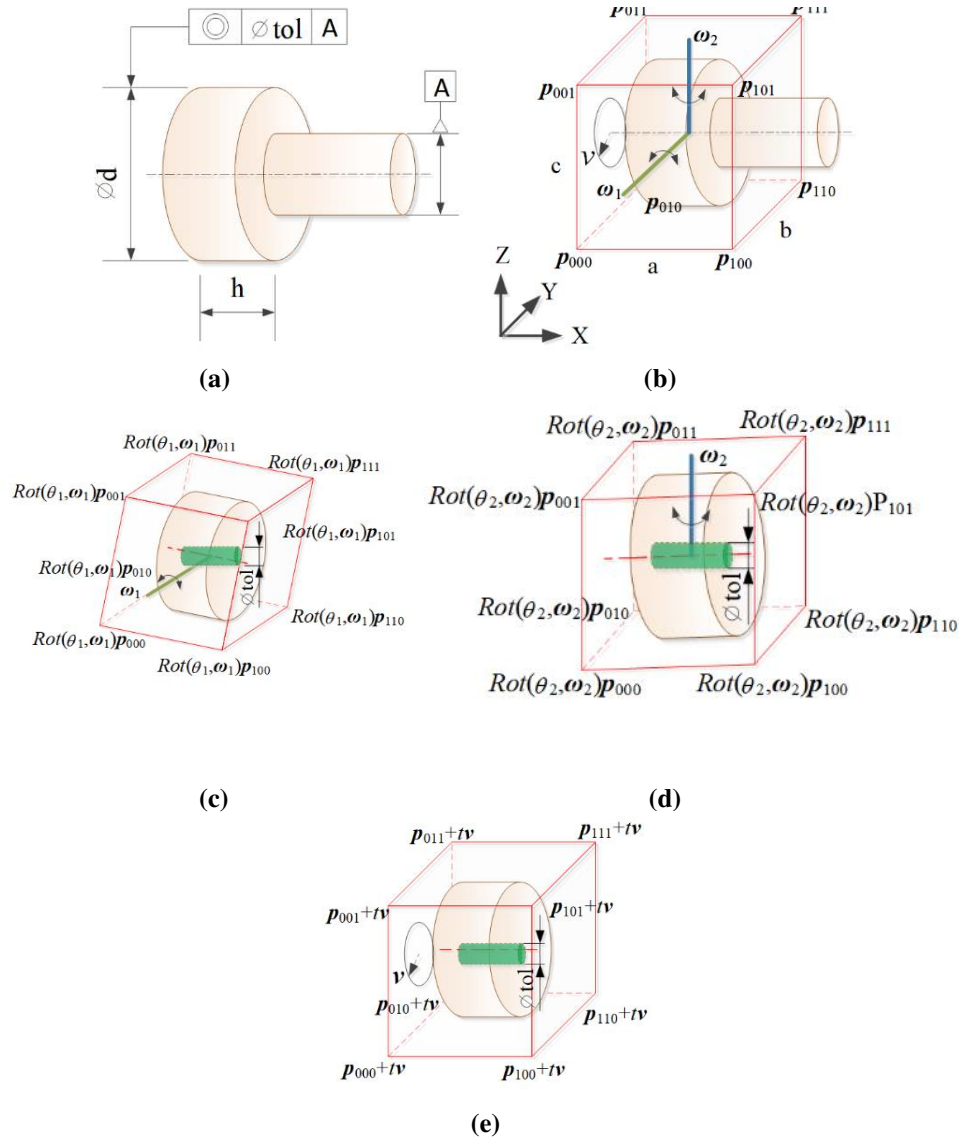 ⌾ ∅ tol A
A
∅d
h
(a)
p011 p111
ω2
p001 p101
v
c
ω1
p010
p110
b
p000 a p100
Z
Y
X
(b)
Rot(θ1,ω1)p011
Rot(θ1,ω1)p111
Rot(θ1,ω1)p001
Rot(θ1,ω1)p101
Rot(θ1,ω1)p010
ω1
∅ tol
Rot(θ1,ω1)p110
Rot(θ1,ω1)p000
Rot(θ1,ω1)p100
(c)
Rot(θ2,ω2)p011 Rot(θ2,ω2)p111
ω2
Rot(θ2,ω2)p001 Rot(θ2,ω2)P101
∅ tol
Rot(θ2,ω2)p010 Rot(θ2,ω2)p110
Rot(θ2,ω2)p000 Rot(θ2,ω2)p100
(d)
p011+tv p111+tv
p001+tv p101+tv
v
∅ tol
p010+tv
p110+tv
p000+tv p100+tv
(e)